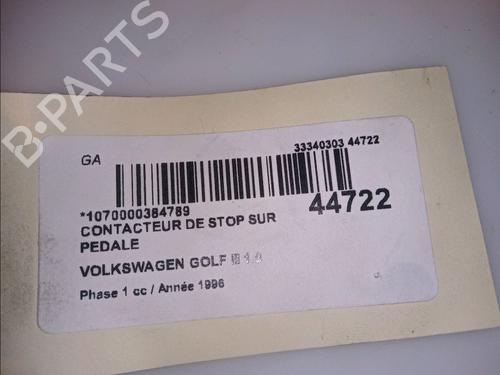 B-PARTS
GA
33340303 44722
*1070000384789
44722
CONTACTEUR DE STOP SUR
PEDALE
VOLKSWAGEN GOLF
Phase 1 cc / Année 1996